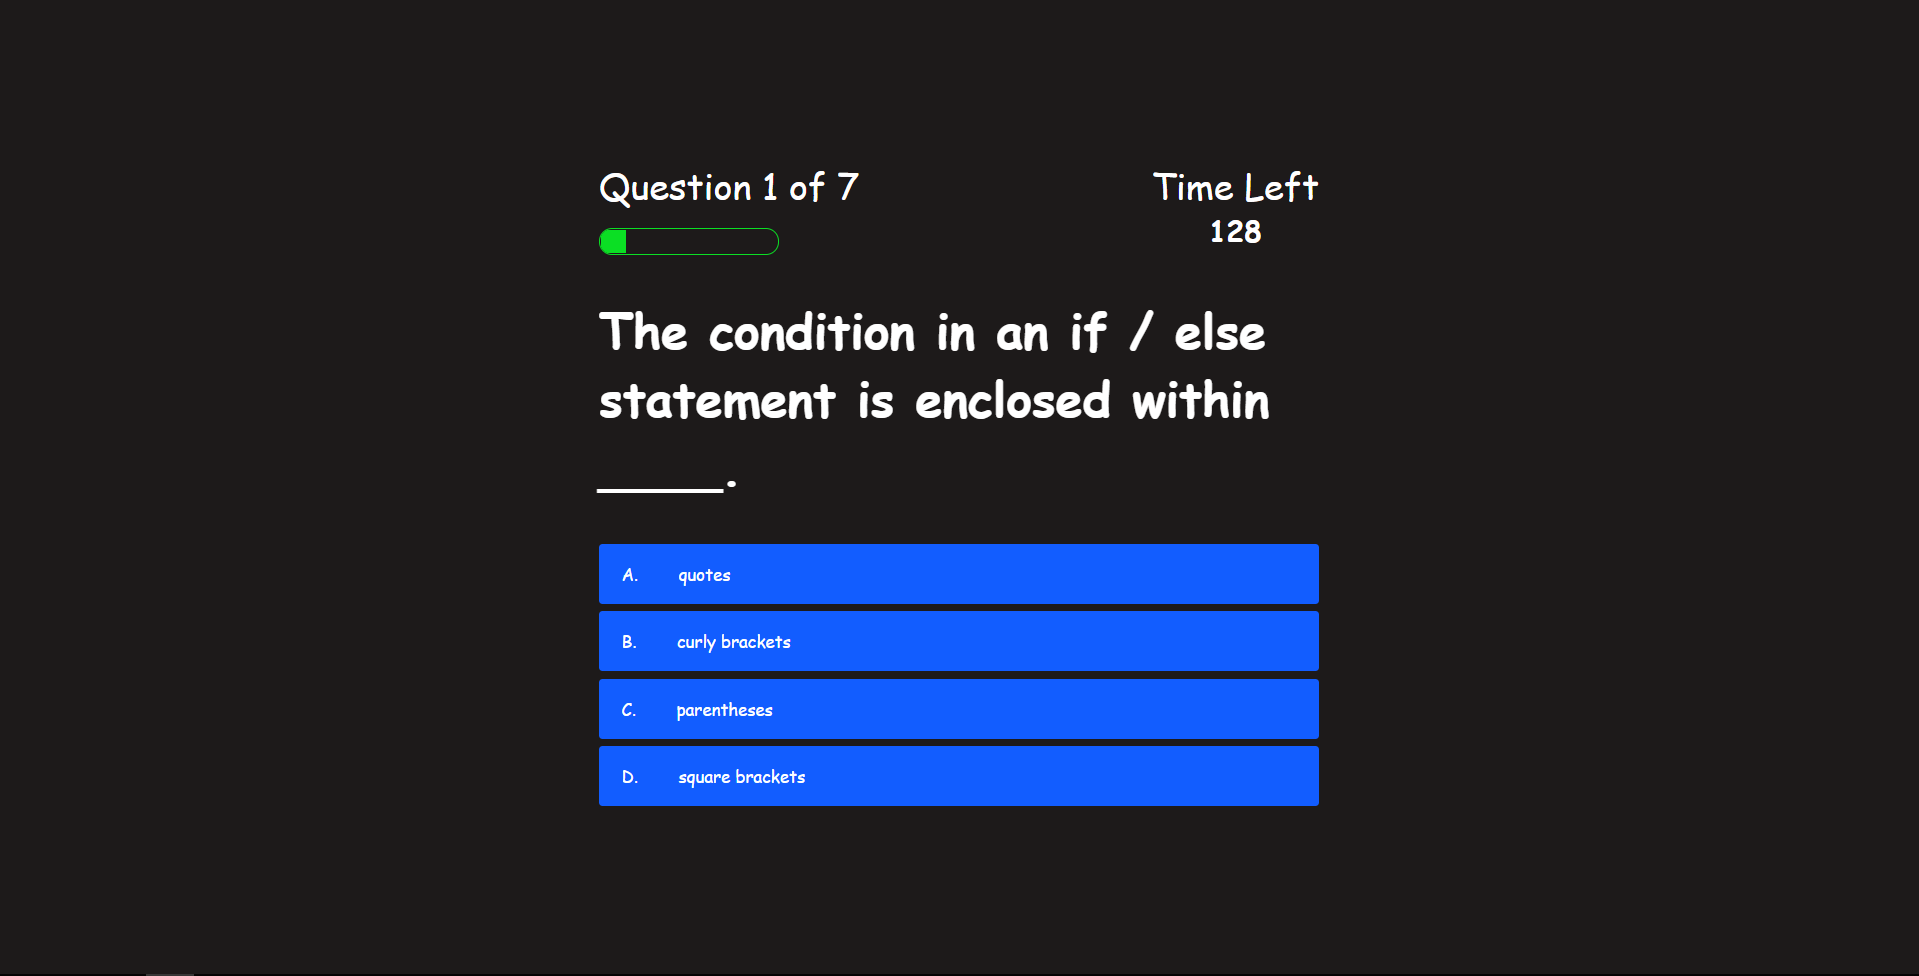 Question 1 of 7
Time Left
128
The condition in an if / else
statement is enclosed within
_____.
A. quotes
B. curly brackets
C. parentheses
D. square brackets